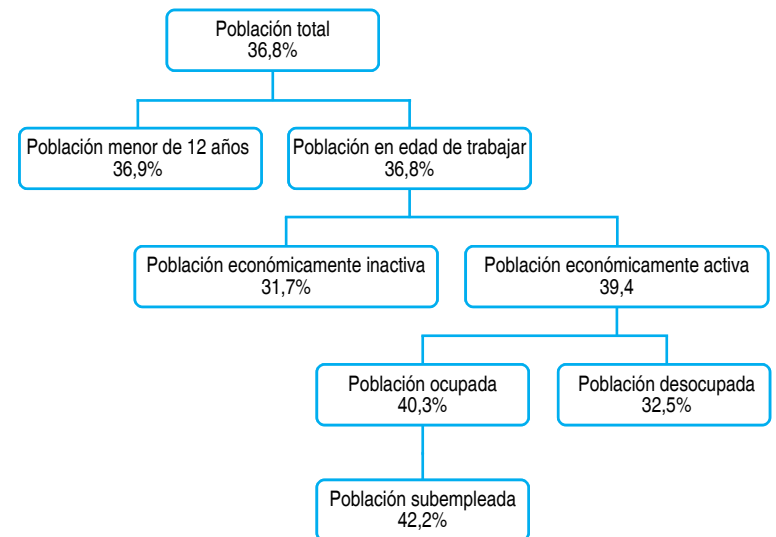 Población total
36,8%
Población menor de 12 años
36,9%
Población en edad de trabajar
36,8%
Población económicamente inactiva
31,7%
Población económicamente activa
39,4
Población ocupada
40,3%
Población desocupada
32,5%
Población subempleada
42,2%